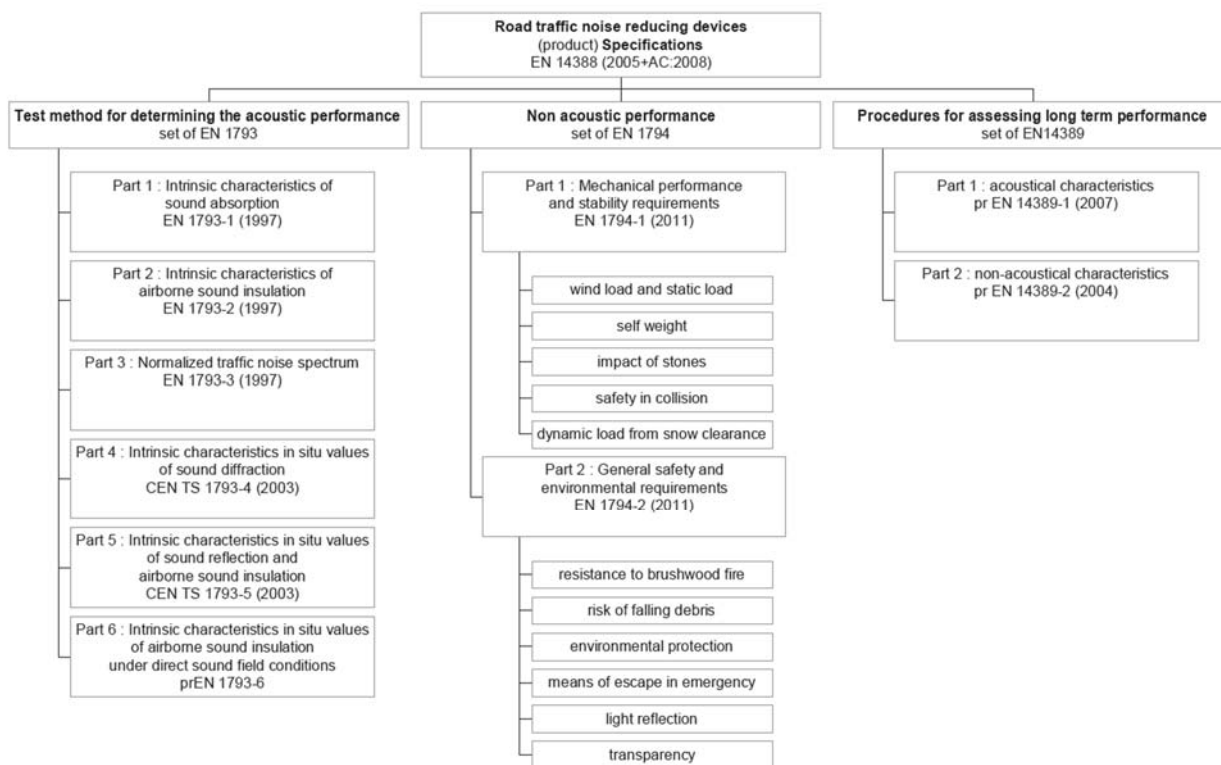 Road traffic noise reducing devices
(product) Specifications
EN 14388 (2005+AC:2008)
Test method for determining the acoustic performance
set of EN 1793
Part 1 : Intrinsic characteristics of
sound absorption
EN 1793-1 (1997)
Part 2 : Intrinsic characteristics of
airborne sound insulation
EN 1793-2 (1997)
Part 3 : Normalized traffic noise spectrum
EN 1793-3 (1997)
Part 4 : Intrinsic characteristics in situ values
of sound diffraction
CEN TS 1793-4 (2003)
Part 5 : Intrinsic characteristics in situ values
of sound reflection and
airborne sound insulation
CEN TS 1793-5 (2003)
Part 6 : Intrinsic characteristics in situ values
of airborne sound insulation
under direct sound field conditions
prEN 1793-6
Non acoustic performance
set of EN 1794
Part 1 : Mechanical performance
and stability requirements
EN 1794-1 (2011)
wind load and static load
self weight
impact of stones
safety in collision
dynamic load from snow clearance
Part 2 : General safety and
environmental requirements
EN 1794-2 (2011)
resistance to brushwood fire
risk of falling debris
environmental protection
means of escape in emergency
light reflection
transparency
Procedures for assessing long term performance
set of EN14389
Part 1 : acoustical characteristics
pr EN 14389-1 (2007)
Part 2 : non-acoustical characteristics
pr EN 14389-2 (2004)